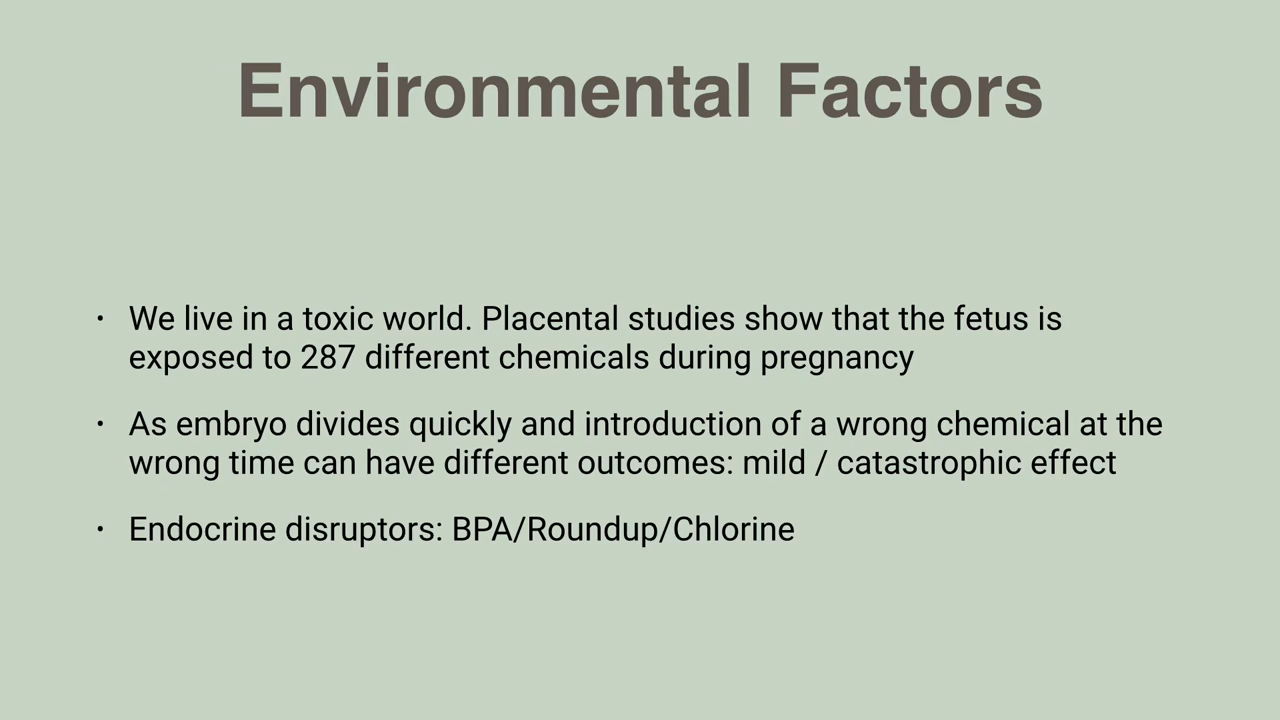 Environmental Factors
• We live in a toxic world. Placental studies show that the fetus is
exposed to 287 different chemicals during pregnancy
• As embryo divides quickly and introduction of a wrong chemical at the
wrong time can have different outcomes: mild / catastrophic effect
• Endocrine disruptors: BPA/Roundup/Chlorine